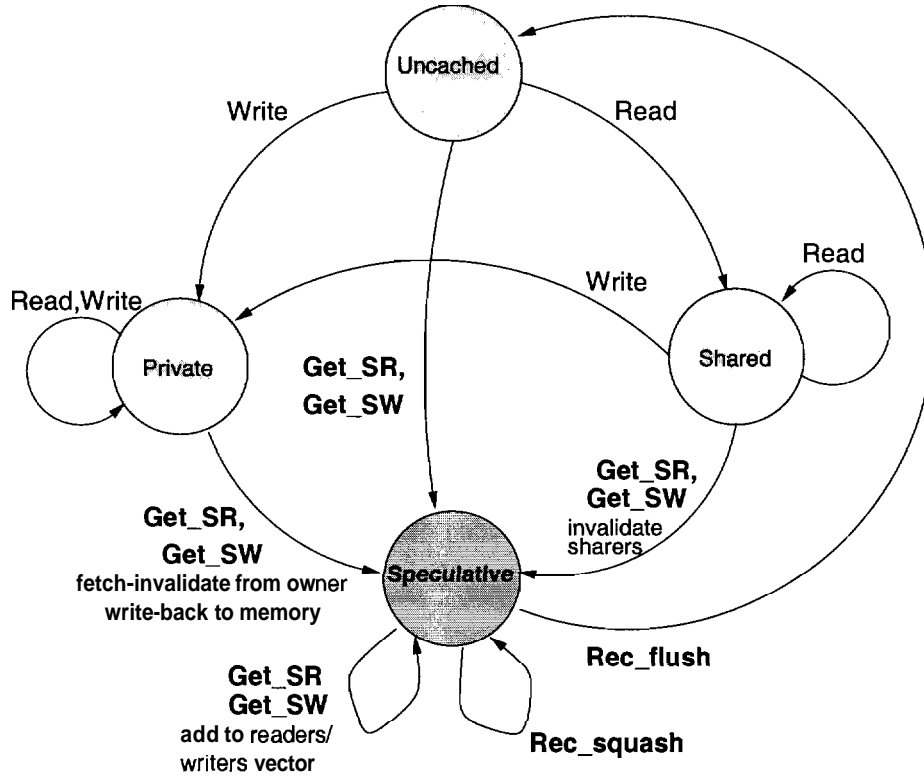 Uncached
Write
Read
Read
Write
Read,Write
Private
Shared
Get_SR,
Get_SW
Get_SR,
Get_SW
invalidate
sharers
Get_SR,
Get_SW
fetch-invalidate from owner
write-back to memory
Speculative
Rec_flush
Get_SR
Get_SW
add to readers/
writers vector
Rec_squash